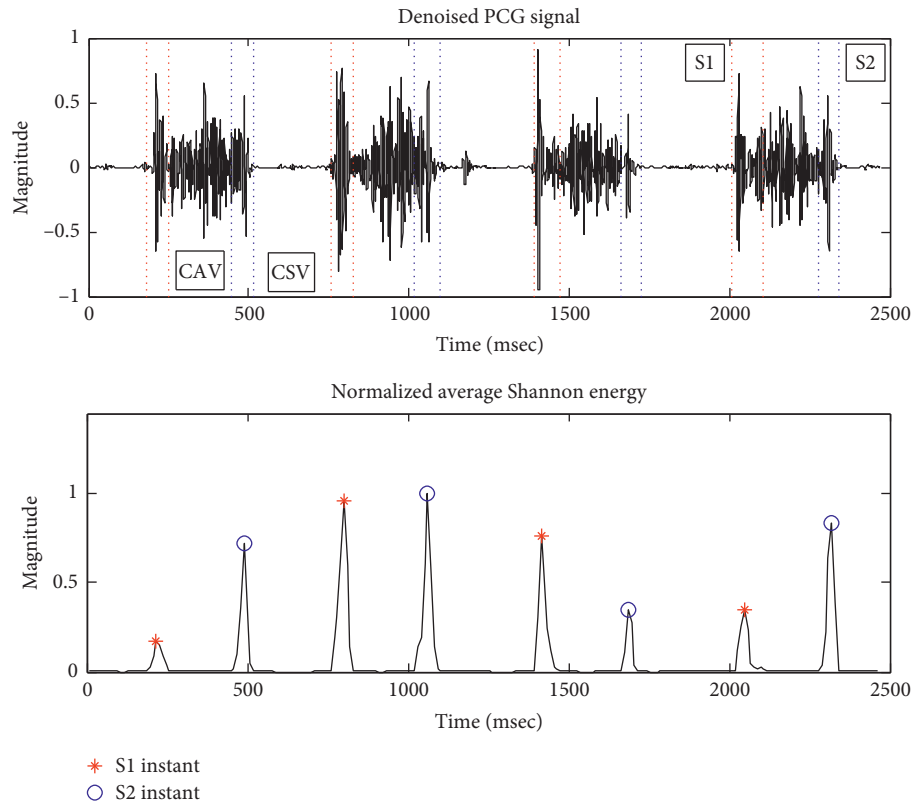 Denoised PCG signal
1
0.5
0
−0.5
−1
Magnitude
S1
S2
CAV
CSV
0
500
1000
1500
2000
2500
Time (msec)
Normalized average Shannon energy
1
0.5
0
Magnitude
0
500
1000
1500
2000
2500
Time (msec)
S1 instant
S2 instant